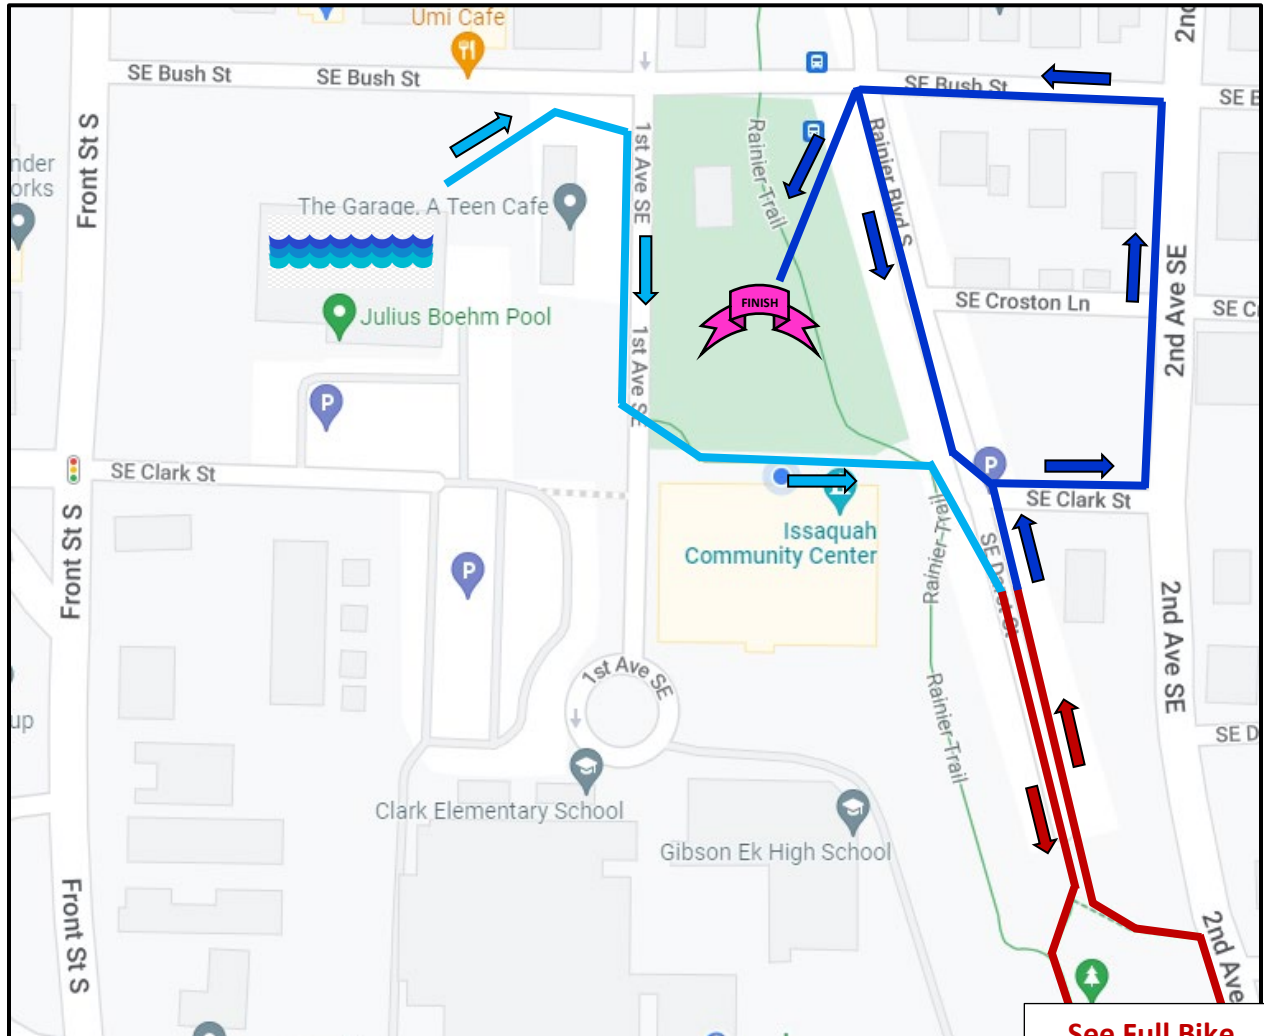 Umi Cafe
2nd
SE Bush St
SE Bush St
SE Bush St
SE B
nder
orks
Front St S
1st Ave SE
Rainier Trail
Rainier Blvd S
The Garage. A Teen Cafe
2nd Ave SE
FINISH
SE Croston Ln
SE Cr
Julius Boehm Pool
1st Ave SE
P
P
SE Clark St
SE Clark St
Front St S
Issaquah
Community Center
Rainier Trail
P
2nd Ave SE
1st Ave SE
Rainier Trail
up
SE D
Clark Elementary School
Gibson Ek High School
Front St S
2nd Ave
See Full Bike